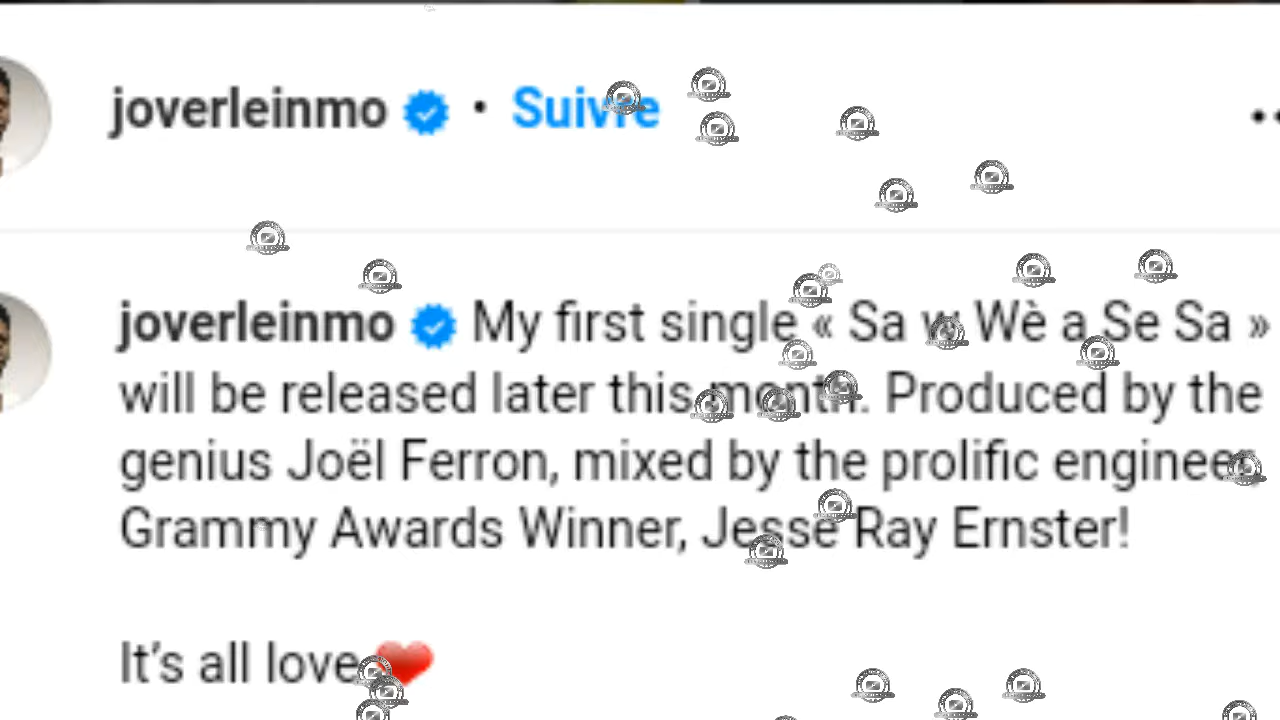 joverleinmo • Suivre
joverleinmo My first single « Sa w Wè a Se Sa »
will be released later this month. Produced by the
genius Joël Ferron, mixed by the prolific engineer,
Grammy Awards Winner, Jesse Ray Ernster!
It's all love ❤️